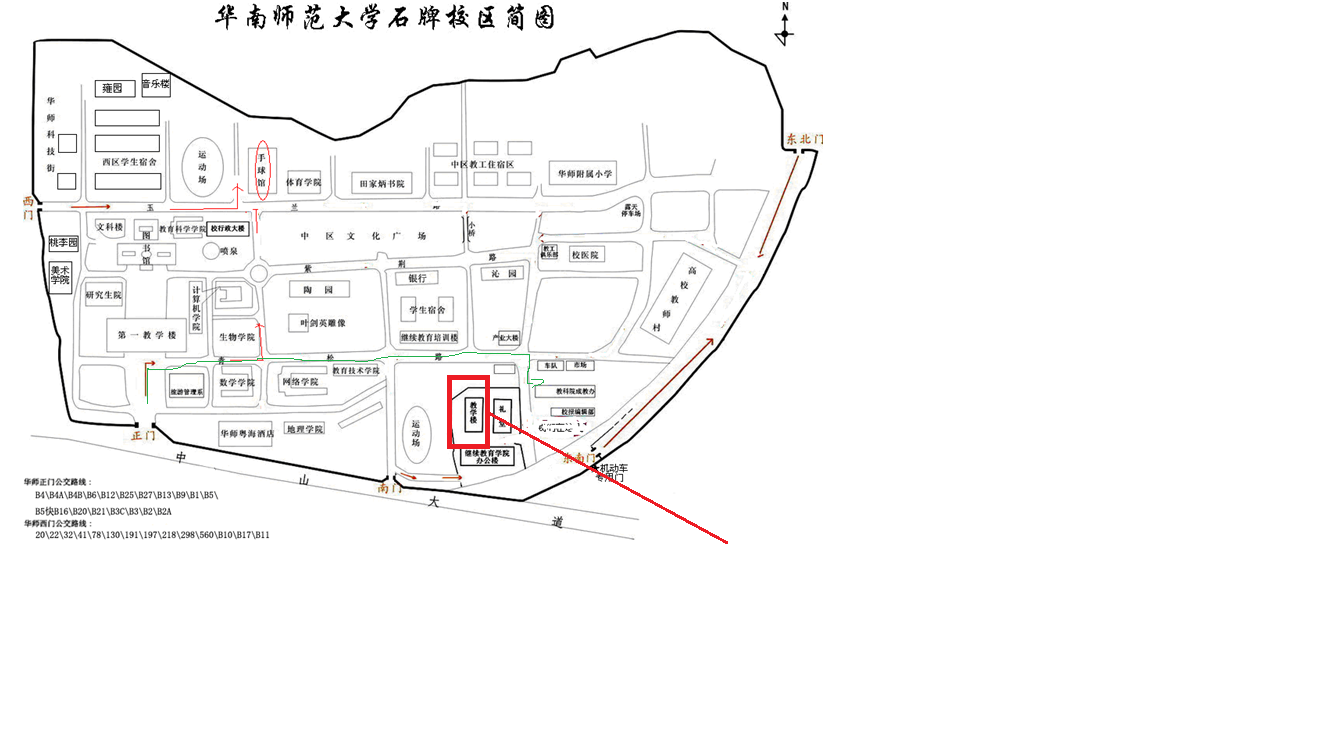 华南师范大学石牌校区简图
N
雍园
音乐楼
华师科技街
西区学生宿舍
运动场
手球馆
体育学院
田家炳书院
中区教工住宿区
华师附属小学
东北门
西门
玉
兰
路
露天停车场
桃李园
文科楼
图书馆
教育科学学院
校行政大楼
喷泉
中区文化广场
小桥
教工俱乐部
校医院
美术学院
紫
荆
路
高校教师村
研究生院
计算机学院
陶园
银行
沁园
叶剑英雕像
学生宿舍
第一教学楼
生物学院
继续教育培训楼
产业大楼
青
松
路
旅游管理系
数学学院
网络学院
教育技术学院
车队
市场
教科院成教办
校报编辑部
教学楼
礼堂
运动场
正门
华师粤海酒店
地理学院
继续教育学院办公楼
东南门
机动车
专用门
南门
中
山
大
道
华师正门公交路线：
B4\B4A\B4B\B6\B12\B25\B27\B13\B9\B1\B5\
B5快B16\B20\B21\B3C\B3\B2\B2A
华师西门公交路线：
20\22\32\41\78\130\191\197\218\298\560\B10\B17\B11